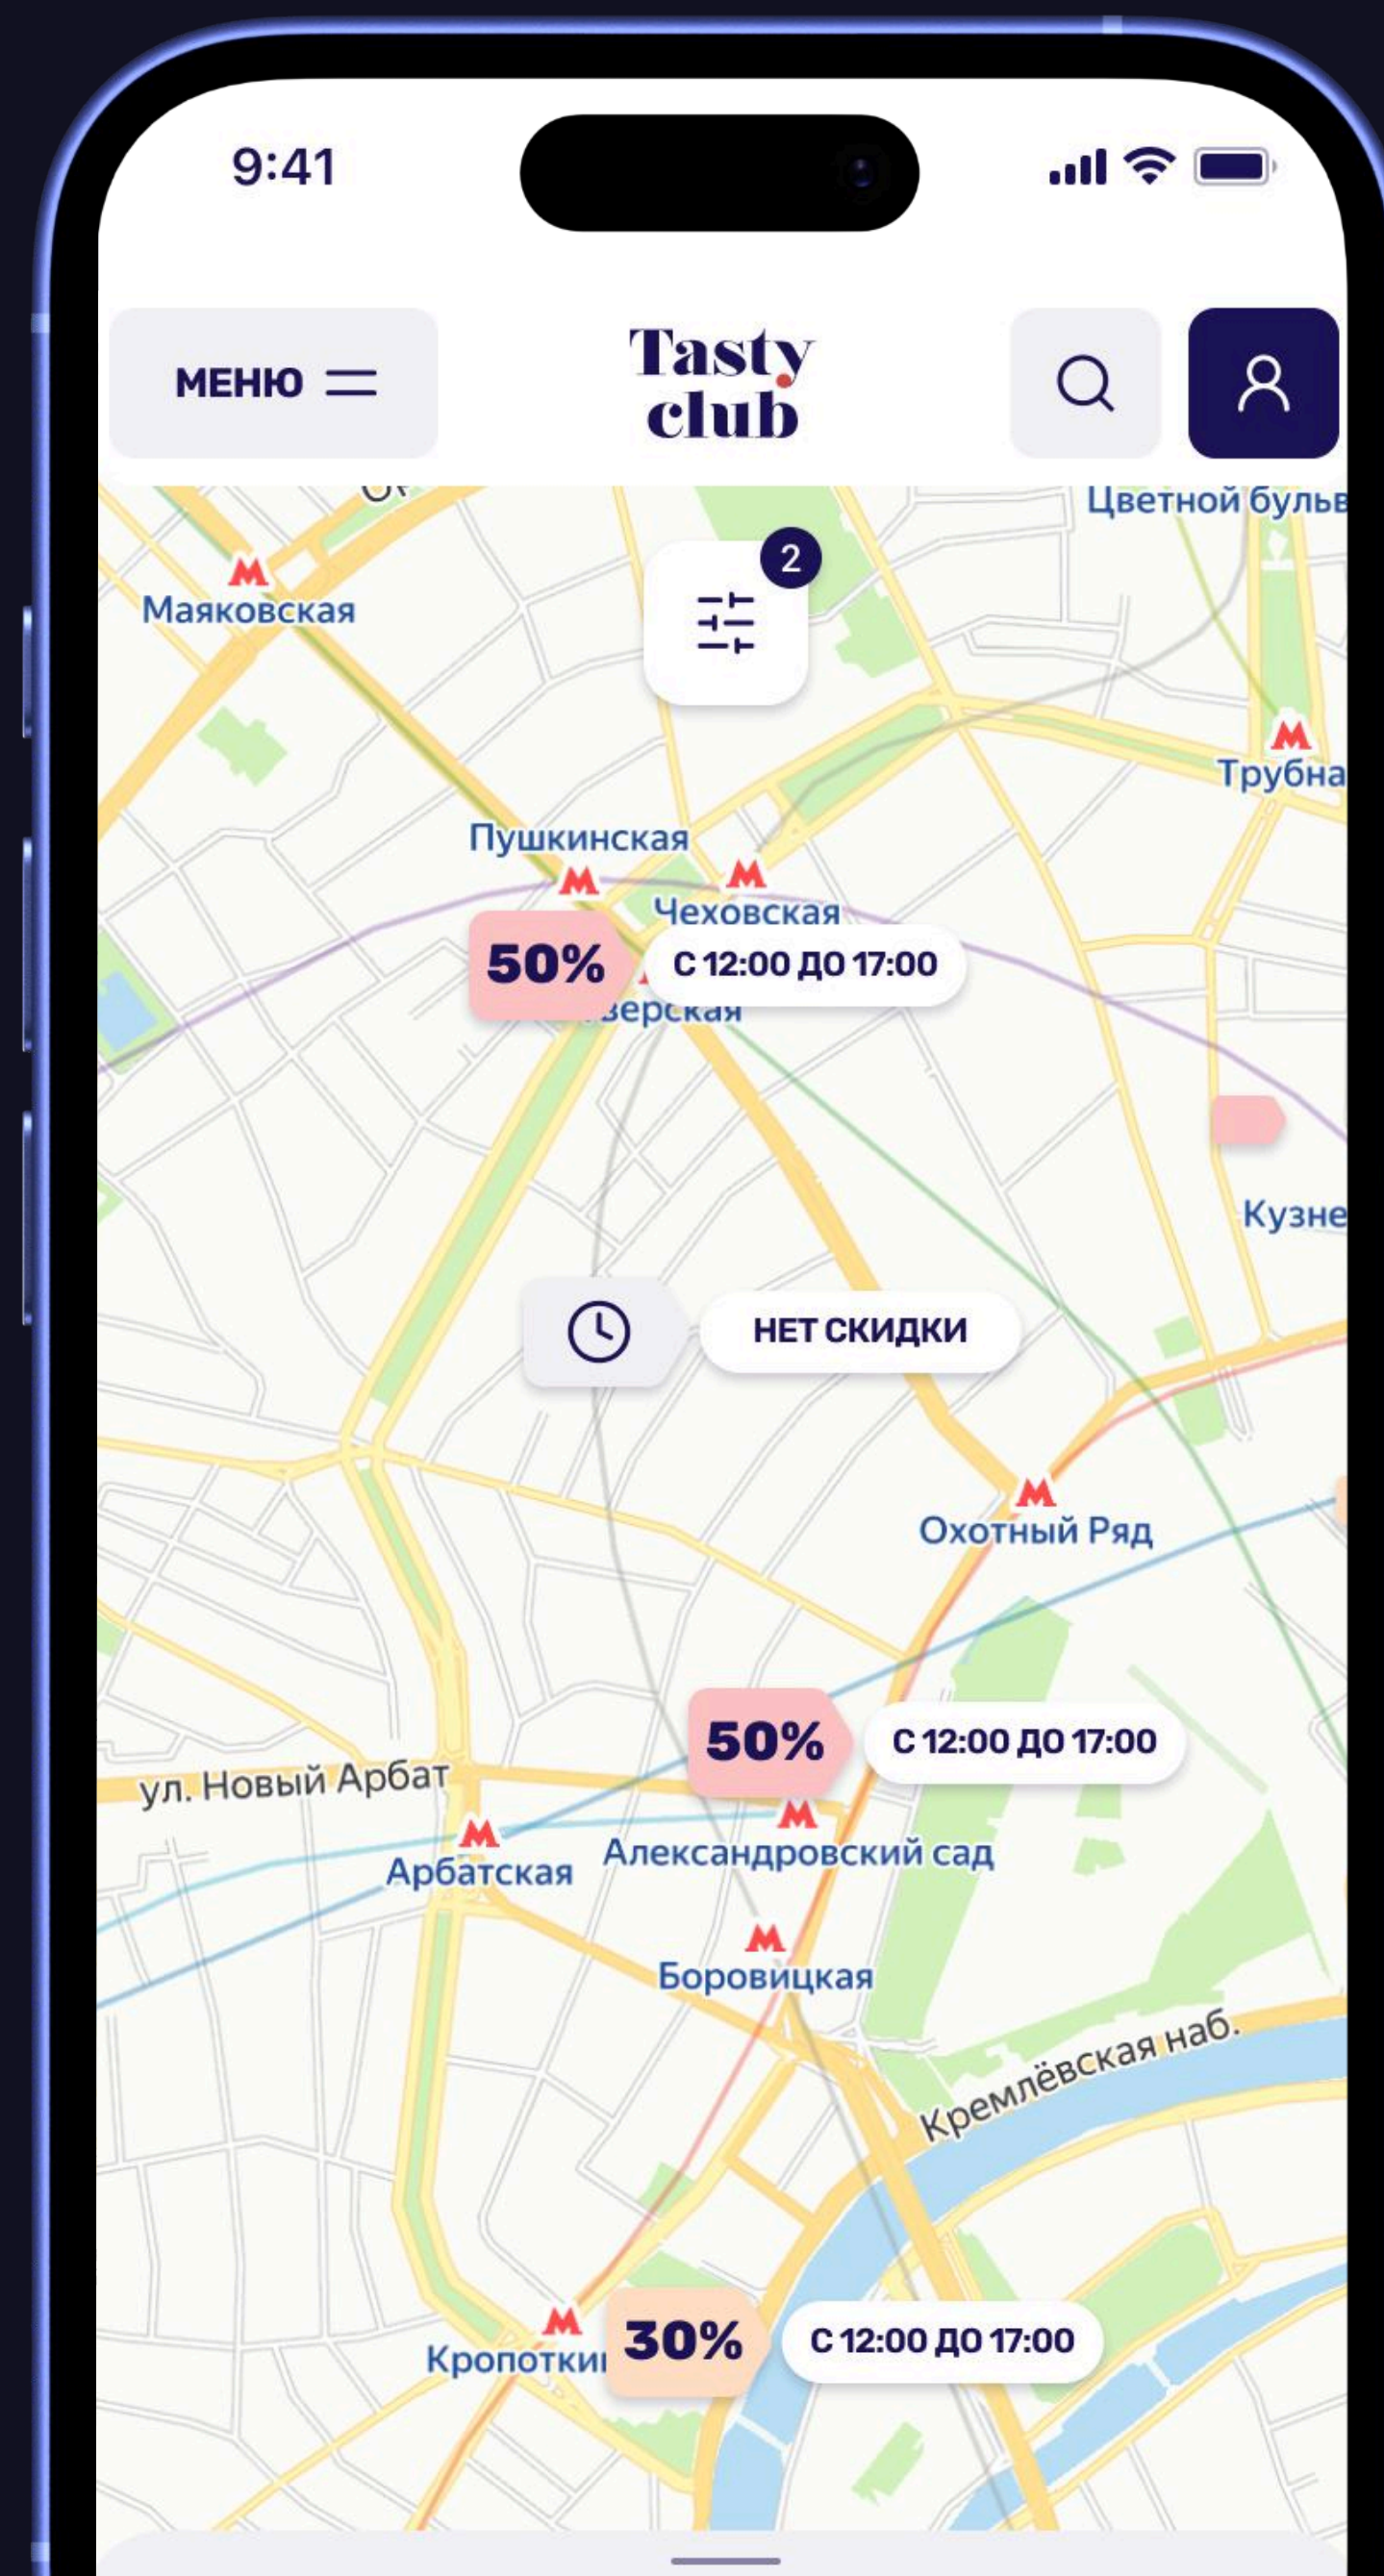 9:41
МЕНЮ
Tasty
club
Цветной бульв
2
Маяковская
Трубна
Пушкинская
Чеховская
50%
С 12:00 ДО 17:00
верская
Кузне
НЕТ СКИДКИ
Охотный Ряд
50%
С 12:00 ДО 17:00
ул. Новый Арбат
Александровский сад
Арбатская
Боровицкая
Кремлёвская наб.
30%
С 12:00 ДО 17:00
Кропотки